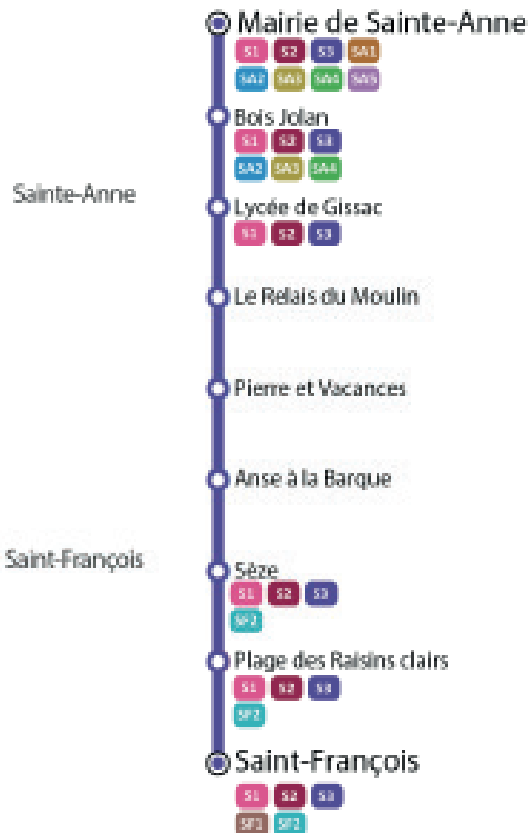 Mairie de Sainte-Anne
S1 S2 S3 SA1
SA2 SA3 SA4 SA5
Bois Jolan
S1 S2 S3
SA2 SA3 SA4
Sainte-Anne
Lycée de Gissac
S1 S2 S3
Le Relais du Moulin
Pierre et Vacances
Anse à la Barque
Saint-François
Sèze
S1 S2 S3
SF2
Plage des Raisins clairs
S1 S2 S3
SF2
Saint-François
S1 S2 S3
SF1 SF2